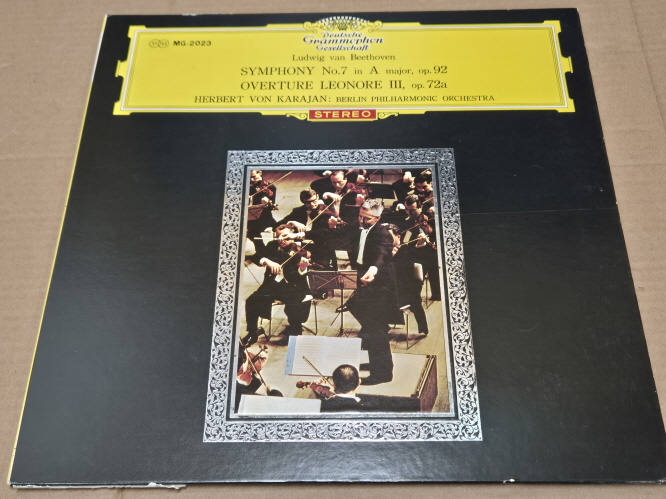 Deutsche
Grammophon
Gesellschaft
MG-2023
Ludwig van Beethoven
SYMPHONY No.7 in A major, op.92
OVERTURE LEONORE III, op.72a
HERBERT VON KARAJAN: BERLIN PHILHARMONIC ORCHESTRA
STEREO